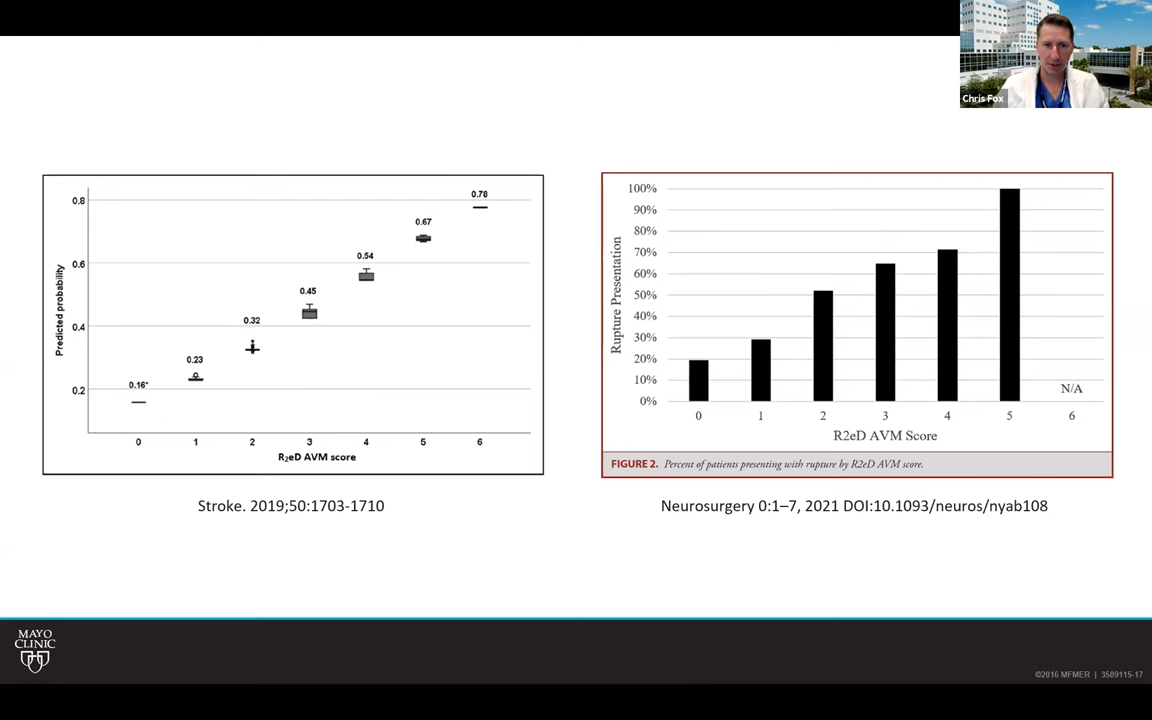 Chris Fox
Predicted probability
0.8
0.6
0.4
0.2
0.16*
0.23
0.32
0.45
0.54
0.67
0.78
0 1 2 3 4 5 6
R₂eD AVM score
Stroke. 2019;50:1703-1710
Rupture Presentation
100%
90%
80%
70%
60%
50%
40%
30%
20%
10%
0%
N/A
0 1 2 3 4 5 6
R2eD AVM Score
FIGURE 2. Percent of patients presenting with rupture by R2eD AVM score.
Neurosurgery 0:1–7, 2021 DOI:10.1093/neuros/nyab108
MAYO
CLINIC
©2016 MFMER | 3589115-17